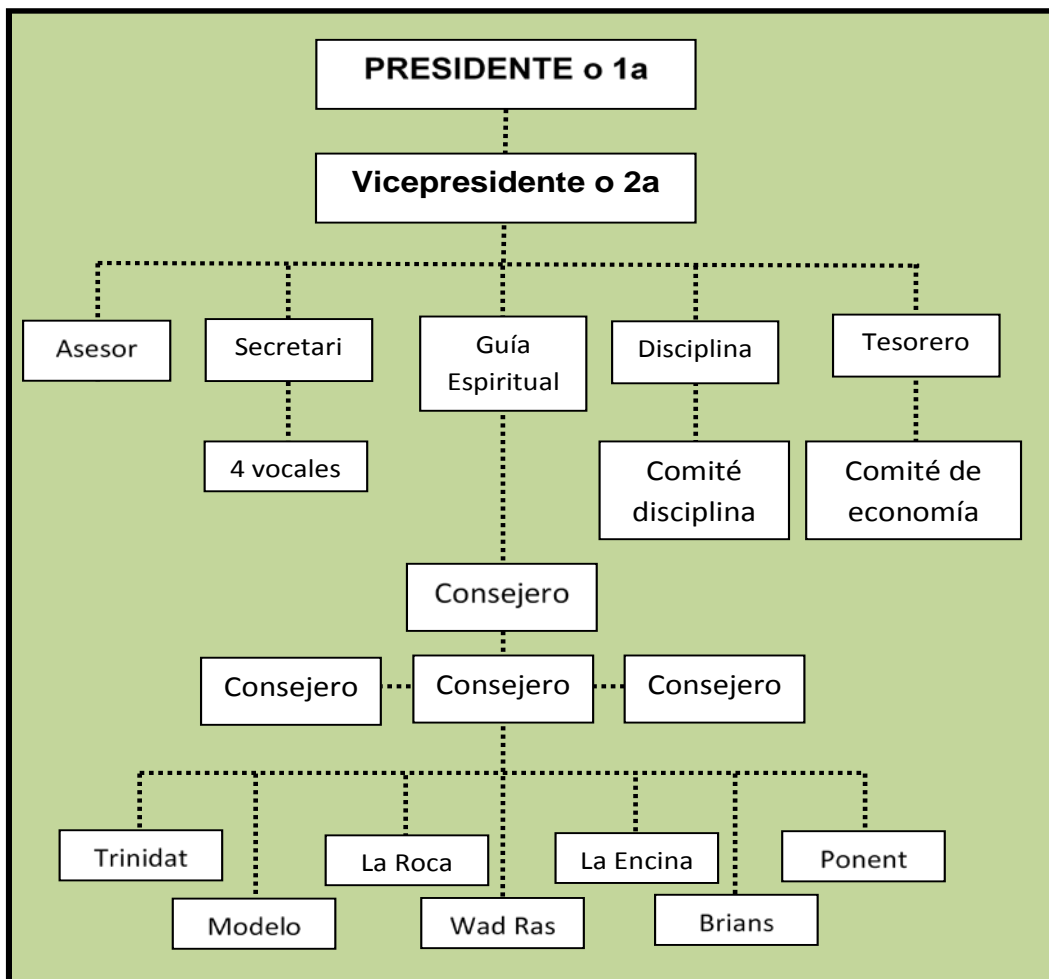 PRESIDENTE o 1a
Vicepresidente o 2a
Asesor
Secretari
Guía
Espiritual
Disciplina
Tesorero
4 vocales
Comité
disciplina
Comité de
economía
Consejero
Consejero
Consejero
Consejero
Trinidat
La Roca
La Encina
Ponent
Modelo
Wad Ras
Brians